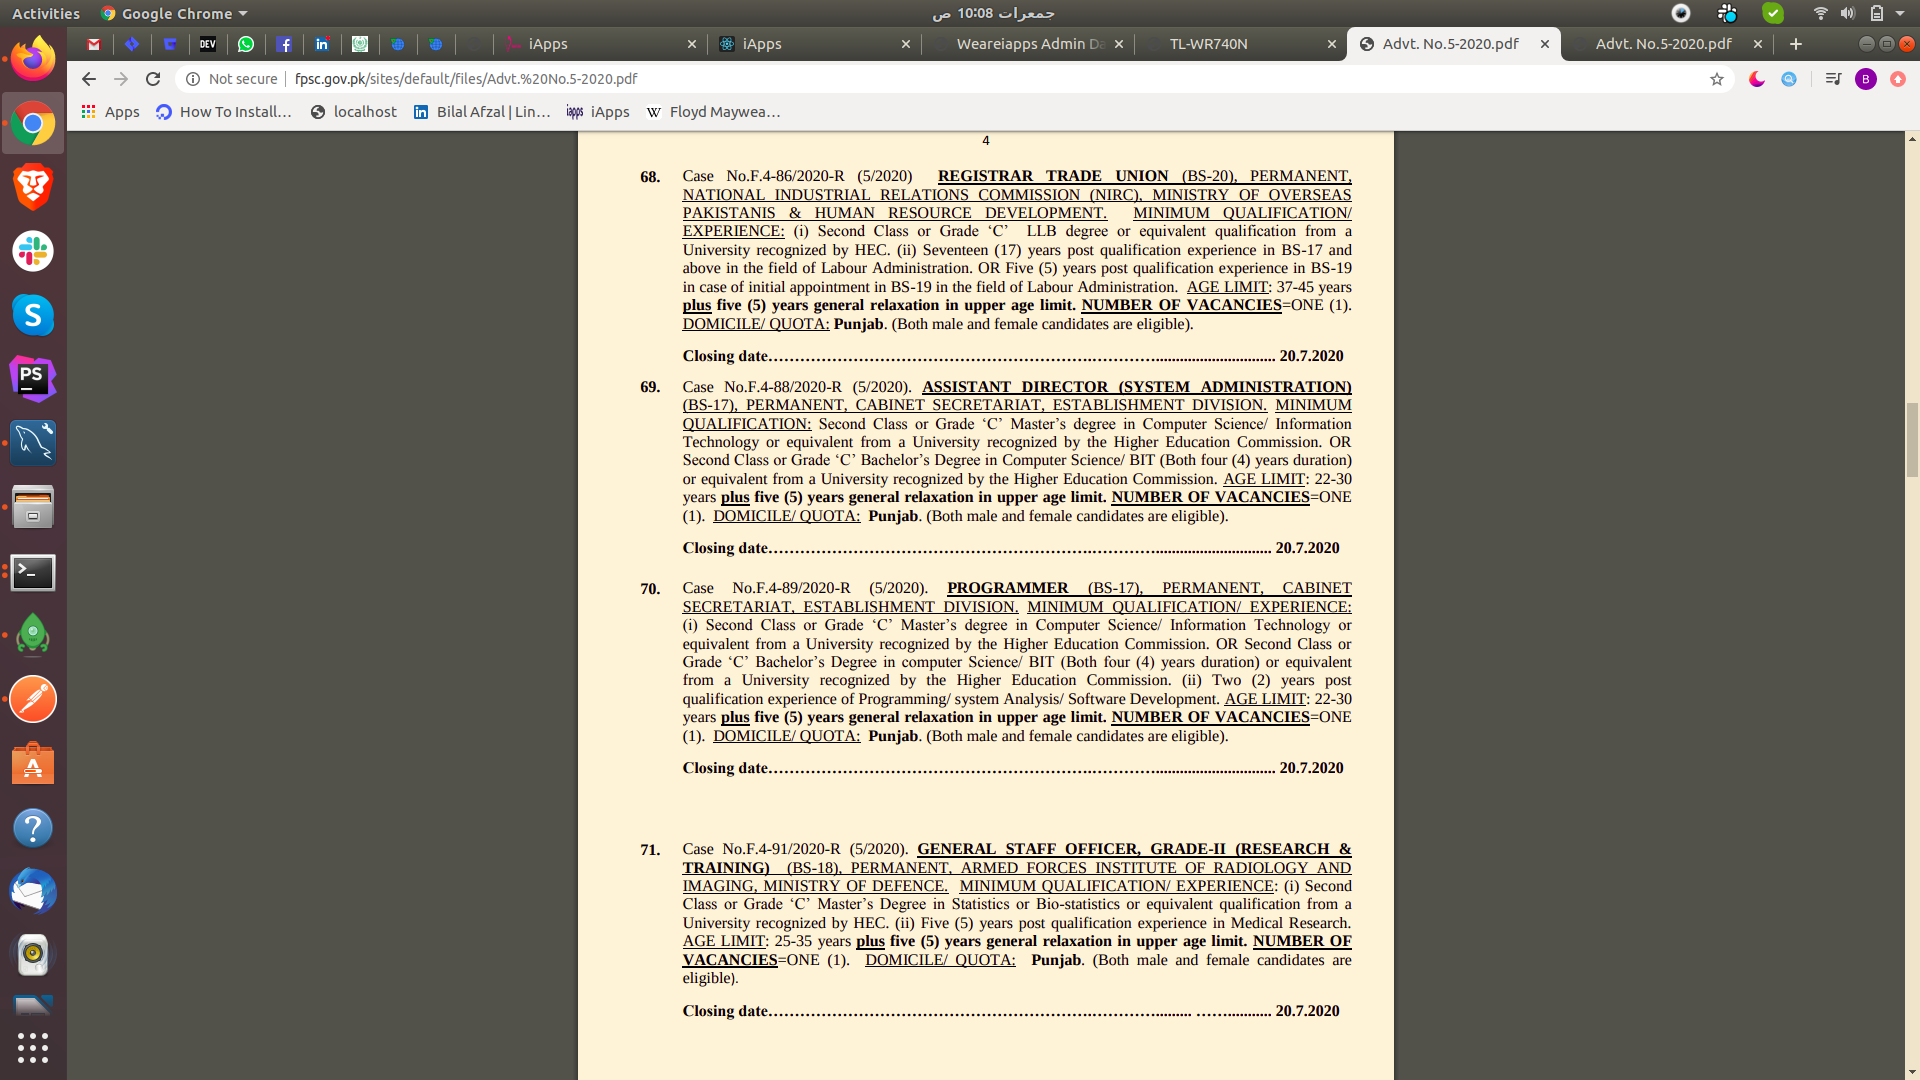 Activities Google Chrome جمعرات 10:08 ص
DEV iApps iApps Weareiapps Admin Da TL-WR740N Advt. No.5-2020.pdf Advt. No.5-2020.pdf
Not secure fpsc.gov.pk/sites/default/files/Advt.%20No.5-2020.pdf B
Apps How To Install... localhost Bilal Afzal | Lin... iApps W Floyd Maywea...
4
68. Case No.F.4-86/2020-R (5/2020) REGISTRAR TRADE UNION (BS-20), PERMANENT,
NATIONAL INDUSTRIAL RELATIONS COMMISSION (NIRC), MINISTRY OF OVERSEAS
PAKISTANIS & HUMAN RESOURCE DEVELOPMENT. MINIMUM QUALIFICATION/
EXPERIENCE: (i) Second Class or Grade ‘C’ LLB degree or equivalent qualification from a
University recognized by HEC. (ii) Seventeen (17) years post qualification experience in BS-17 and
above in the field of Labour Administration. OR Five (5) years post qualification experience in BS-19
in case of initial appointment in BS-19 in the field of Labour Administration. AGE LIMIT: 37-45 years
plus five (5) years general relaxation in upper age limit. NUMBER OF VACANCIES=ONE (1).
DOMICILE/ QUOTA: Punjab. (Both male and female candidates are eligible).
Closing date........................................................................ 20.7.2020
69. Case No.F.4-88/2020-R (5/2020). ASSISTANT DIRECTOR (SYSTEM ADMINISTRATION)
(BS-17), PERMANENT, CABINET SECRETARIAT, ESTABLISHMENT DIVISION. MINIMUM
QUALIFICATION: Second Class or Grade ‘C’ Master’s degree in Computer Science/ Information
Technology or equivalent from a University recognized by the Higher Education Commission. OR
Second Class or Grade ‘C’ Bachelor’s Degree in Computer Science/ BIT (Both four (4) years duration)
or equivalent from a University recognized by the Higher Education Commission. AGE LIMIT: 22-30
years plus five (5) years general relaxation in upper age limit. NUMBER OF VACANCIES=ONE
(1). DOMICILE/ QUOTA: Punjab. (Both male and female candidates are eligible).
Closing date........................................................................ 20.7.2020
70. Case No.F.4-89/2020-R (5/2020). PROGRAMMER (BS-17), PERMANENT, CABINET
SECRETARIAT, ESTABLISHMENT DIVISION. MINIMUM QUALIFICATION/ EXPERIENCE:
(i) Second Class or Grade ‘C’ Master’s degree in Computer Science/ Information Technology or
equivalent from a University recognized by the Higher Education Commission. OR Second Class or
Grade ‘C’ Bachelor’s Degree in computer Science/ BIT (Both four (4) years duration) or equivalent
from a University recognized by the Higher Education Commission. (ii) Two (2) years post
qualification experience of Programming/ system Analysis/ Software Development. AGE LIMIT: 22-30
years plus five (5) years general relaxation in upper age limit. NUMBER OF VACANCIES=ONE
(1). DOMICILE/ QUOTA: Punjab. (Both male and female candidates are eligible).
Closing date........................................................................ 20.7.2020
71. Case No.F.4-91/2020-R (5/2020). GENERAL STAFF OFFICER, GRADE-II (RESEARCH &
TRAINING) (BS-18), PERMANENT, ARMED FORCES INSTITUTE OF RADIOLOGY AND
IMAGING, MINISTRY OF DEFENCE. MINIMUM QUALIFICATION/ EXPERIENCE: (i) Second
Class or Grade ‘C’ Master’s Degree in Statistics or Bio-statistics or equivalent qualification from a
University recognized by HEC. (ii) Five (5) years post qualification experience in Medical Research.
AGE LIMIT: 25-35 years plus five (5) years general relaxation in upper age limit. NUMBER OF
VACANCIES=ONE (1). DOMICILE/ QUOTA: Punjab. (Both male and female candidates are
eligible).
Closing date........................................................................ 20.7.2020
PS